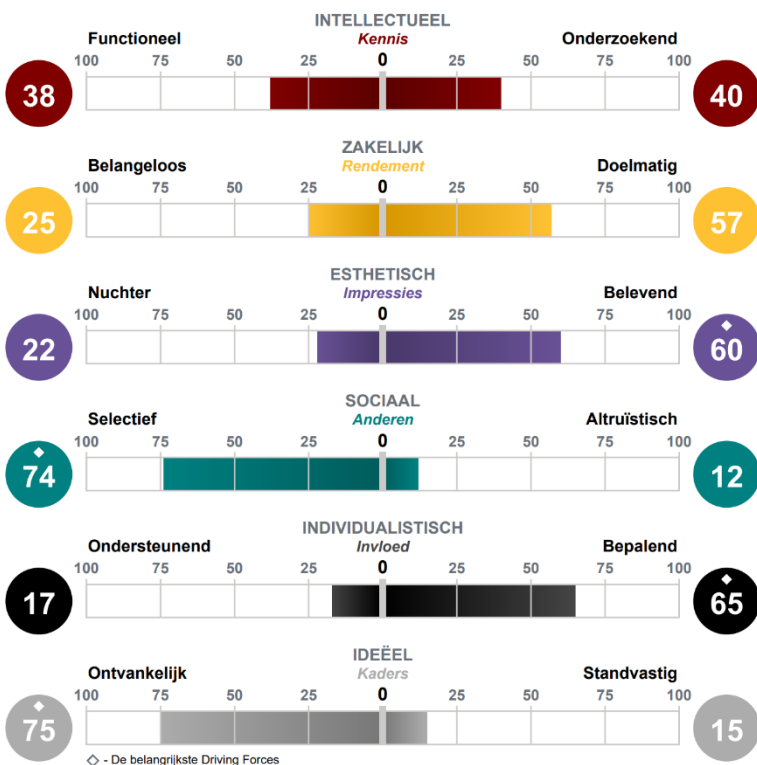 INTELLECTUEEL
Functioneel Kennis Onderzoekend
100 75 50 25 0 25 50 75 100
38 40
ZAKELIJK
Belangeloos Rendement Doelmatig
100 75 50 25 0 25 50 75 100
25 57
ESTHETISCH
Nuchter Impressies Belevend
100 75 50 25 0 25 50 75 100
22 60
SOCIAAL
Selectief Anderen Altruïstisch
100 75 50 25 0 25 50 75 100
74 12
INDIVIDUALISTISCH
Ondersteunend Invloed Bepalend
100 75 50 25 0 25 50 75 100
17 65
IDEËEL
Ontvankelijk Kaders Standvastig
100 75 50 25 0 25 50 75 100
75 15
- De belangrijkste Driving Forces